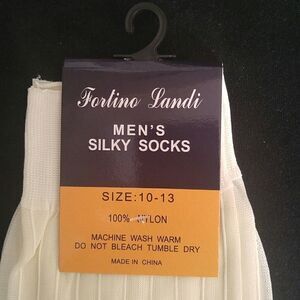 Fortino Landi
MEN'S
SILKY SOCKS
SIZE:10-13
100% NYLON
MACHINE WASH WARM
DO NOT BLEACH TUMBLE DRY
MADE IN CHINA